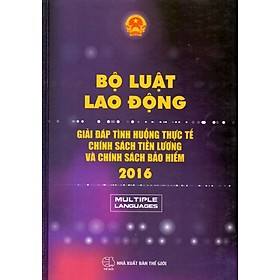 BỘ LUẬT
LAO ĐỘNG
GIẢI ĐÁP TÌNH HUỐNG THỰC TẾ
CHÍNH SÁCH TIỀN LƯƠNG
VÀ CHÍNH SÁCH BẢO HIỂM
2016
MULTIPLE
LANGUAGES
NHÀ XUẤT BẢN THẾ GIỚI